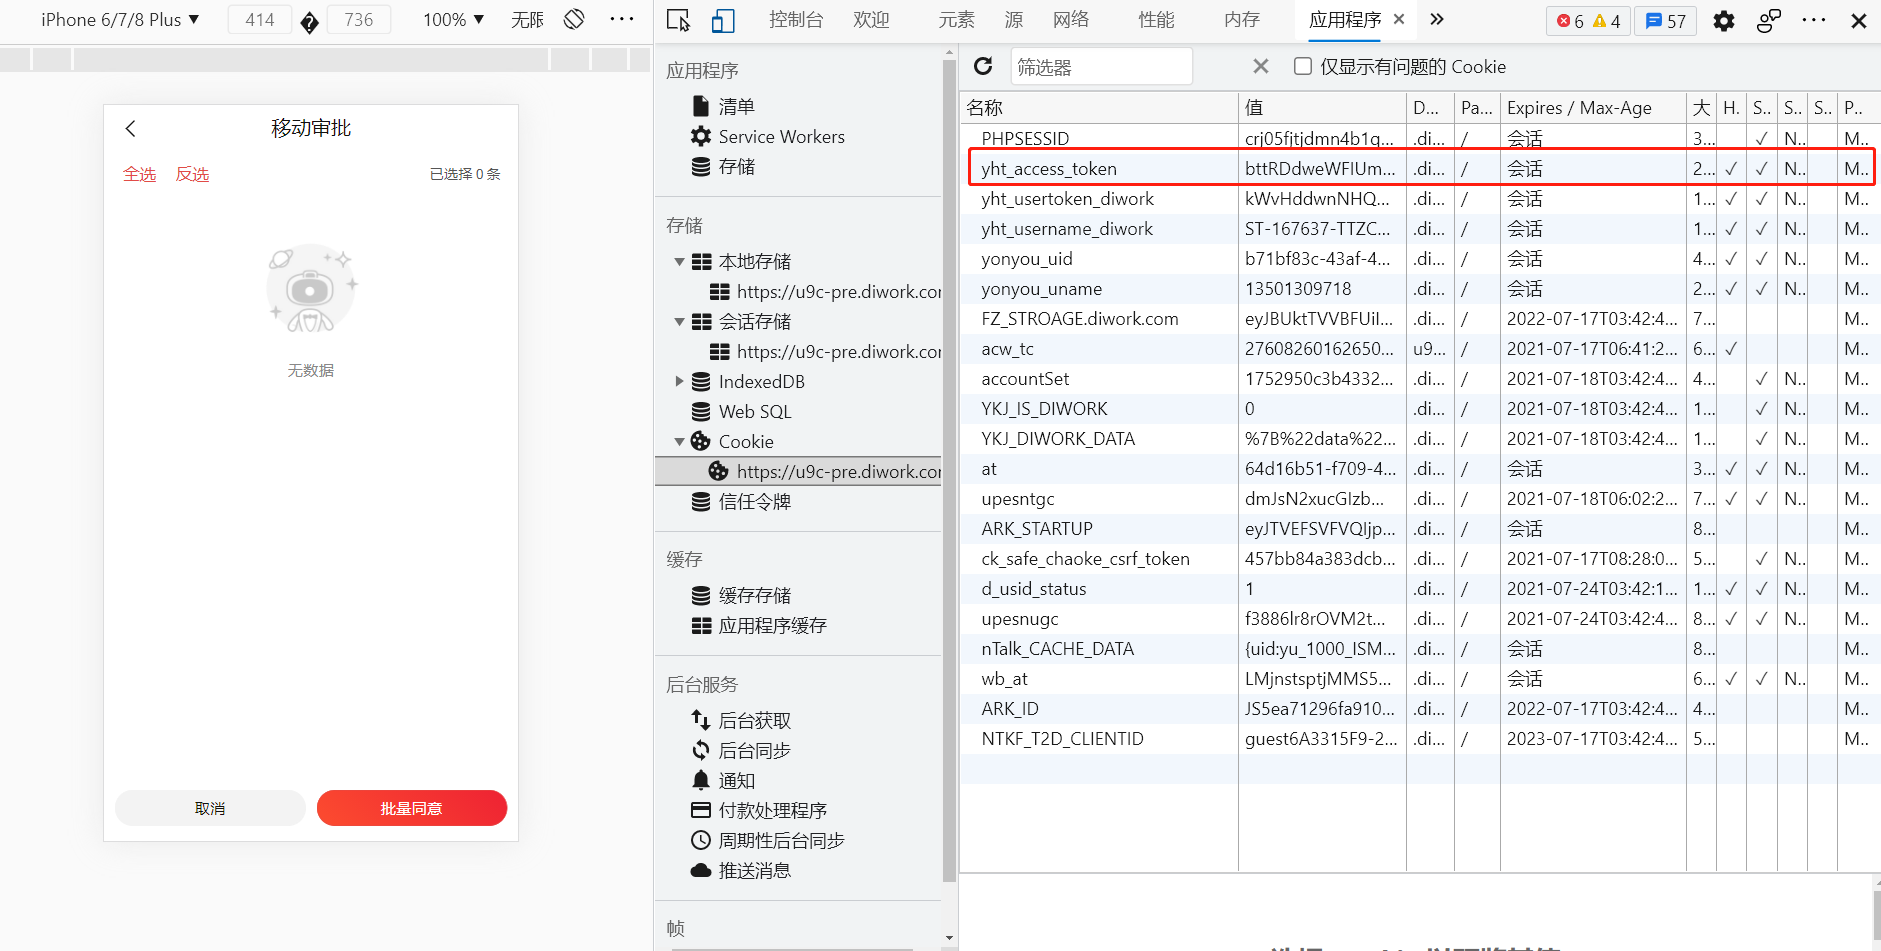 iPhone 6/7/8 Plus ▼ 414 736 100% ▼ 无限 ···
移动审批
全选 反选 已选择 0 条
无数据
取消 批量同意
控制台 欢迎 元素 源 网络 性能 内存 应用程序 × » 6 4 57 ··· ×
应用程序
清单
Service Workers
存储
存储
本地存储
https://u9c-pre.diwork.cor
会话存储
https://u9c-pre.diwork.cor
IndexedDB
Web SQL
Cookie
https://u9c-pre.diwork.cor
信任令牌
缓存
缓存存储
应用程序缓存
后台服务
后台获取
后台同步
通知
付款处理程序
周期性后台同步
推送消息
帧
筛选器 × 仅显示有问题的 Cookie
名称 值 D... Pa... Expires / Max-Age 大 H. S.. S.. S.. P..
PHPSESSID crj05fjtjdmn4b1q... .di... / 会话 3... ✓ N.. M..
yht_access_token bttRDdweWFIUm... .di... / 会话 2... ✓ ✓ N.. M..
yht_usertoken_diwork kWvHddwnNHQ... .di... / 会话 1... ✓ ✓ N.. M..
yht_username_diwork ST-167637-TTZC... .di... / 会话 1... ✓ ✓ N.. M..
yonyou_uid b71bf83c-43af-4... .di... / 会话 4... ✓ ✓ N.. M..
yonyou_uname 13501309718 .di... / 会话 2... ✓ ✓ N.. M..
FZ_STROAGE.diwork.com eyJBUktTVVBFUiI... .di... / 2022-07-17T03:42:4... 7... M..
acw_tc 27608260162650... u9... / 2021-07-17T06:41:2... 6... ✓ M..
accountSet 1752950c3b4332... .di... / 2021-07-18T03:42:4... 4... ✓ N.. M..
YKJ_IS_DIWORK 0 .di... / 2021-07-18T03:42:4... 1... ✓ N.. M..
YKJ_DIWORK_DATA %7B%22data%22... .di... / 2021-07-18T03:42:4... 1... ✓ N.. M..
at 64d16b51-f709-4... .di... / 会话 3... ✓ ✓ N.. M..
upesntgc dmJsN2xucGIzb... .di... / 2021-07-18T06:02:2... 7... ✓ ✓ N.. M..
ARK_STARTUP eyJTVEFSVFVQIjp... .di... / 会话 8... M..
ck_safe_chaoke_csrf_token 457bb84a383dcb... .di... / 2021-07-17T08:28:0... 5... ✓ N.. M..
d_usid_status 1 .di... / 2021-07-24T03:42:1... 1... ✓ ✓ N.. M..
upesnugc f3886lr8rOVM2t... .di... / 2021-07-24T03:42:4... 8... ✓ ✓ N.. M..
nTalk_CACHE_DATA {uid:yu_1000_ISM... .di... / 会话 8... M..
wb_at LMjnstsptjMMS5... .di... / 会话 6... ✓ ✓ N.. M..
ARK_ID JS5ea71296fa910... .di... / 2022-07-17T03:42:4... 4... M..
NTKF_T2D_CLIENTID guest6A3315F9-2... .di... / 2023-07-17T03:42:4... 5... M..